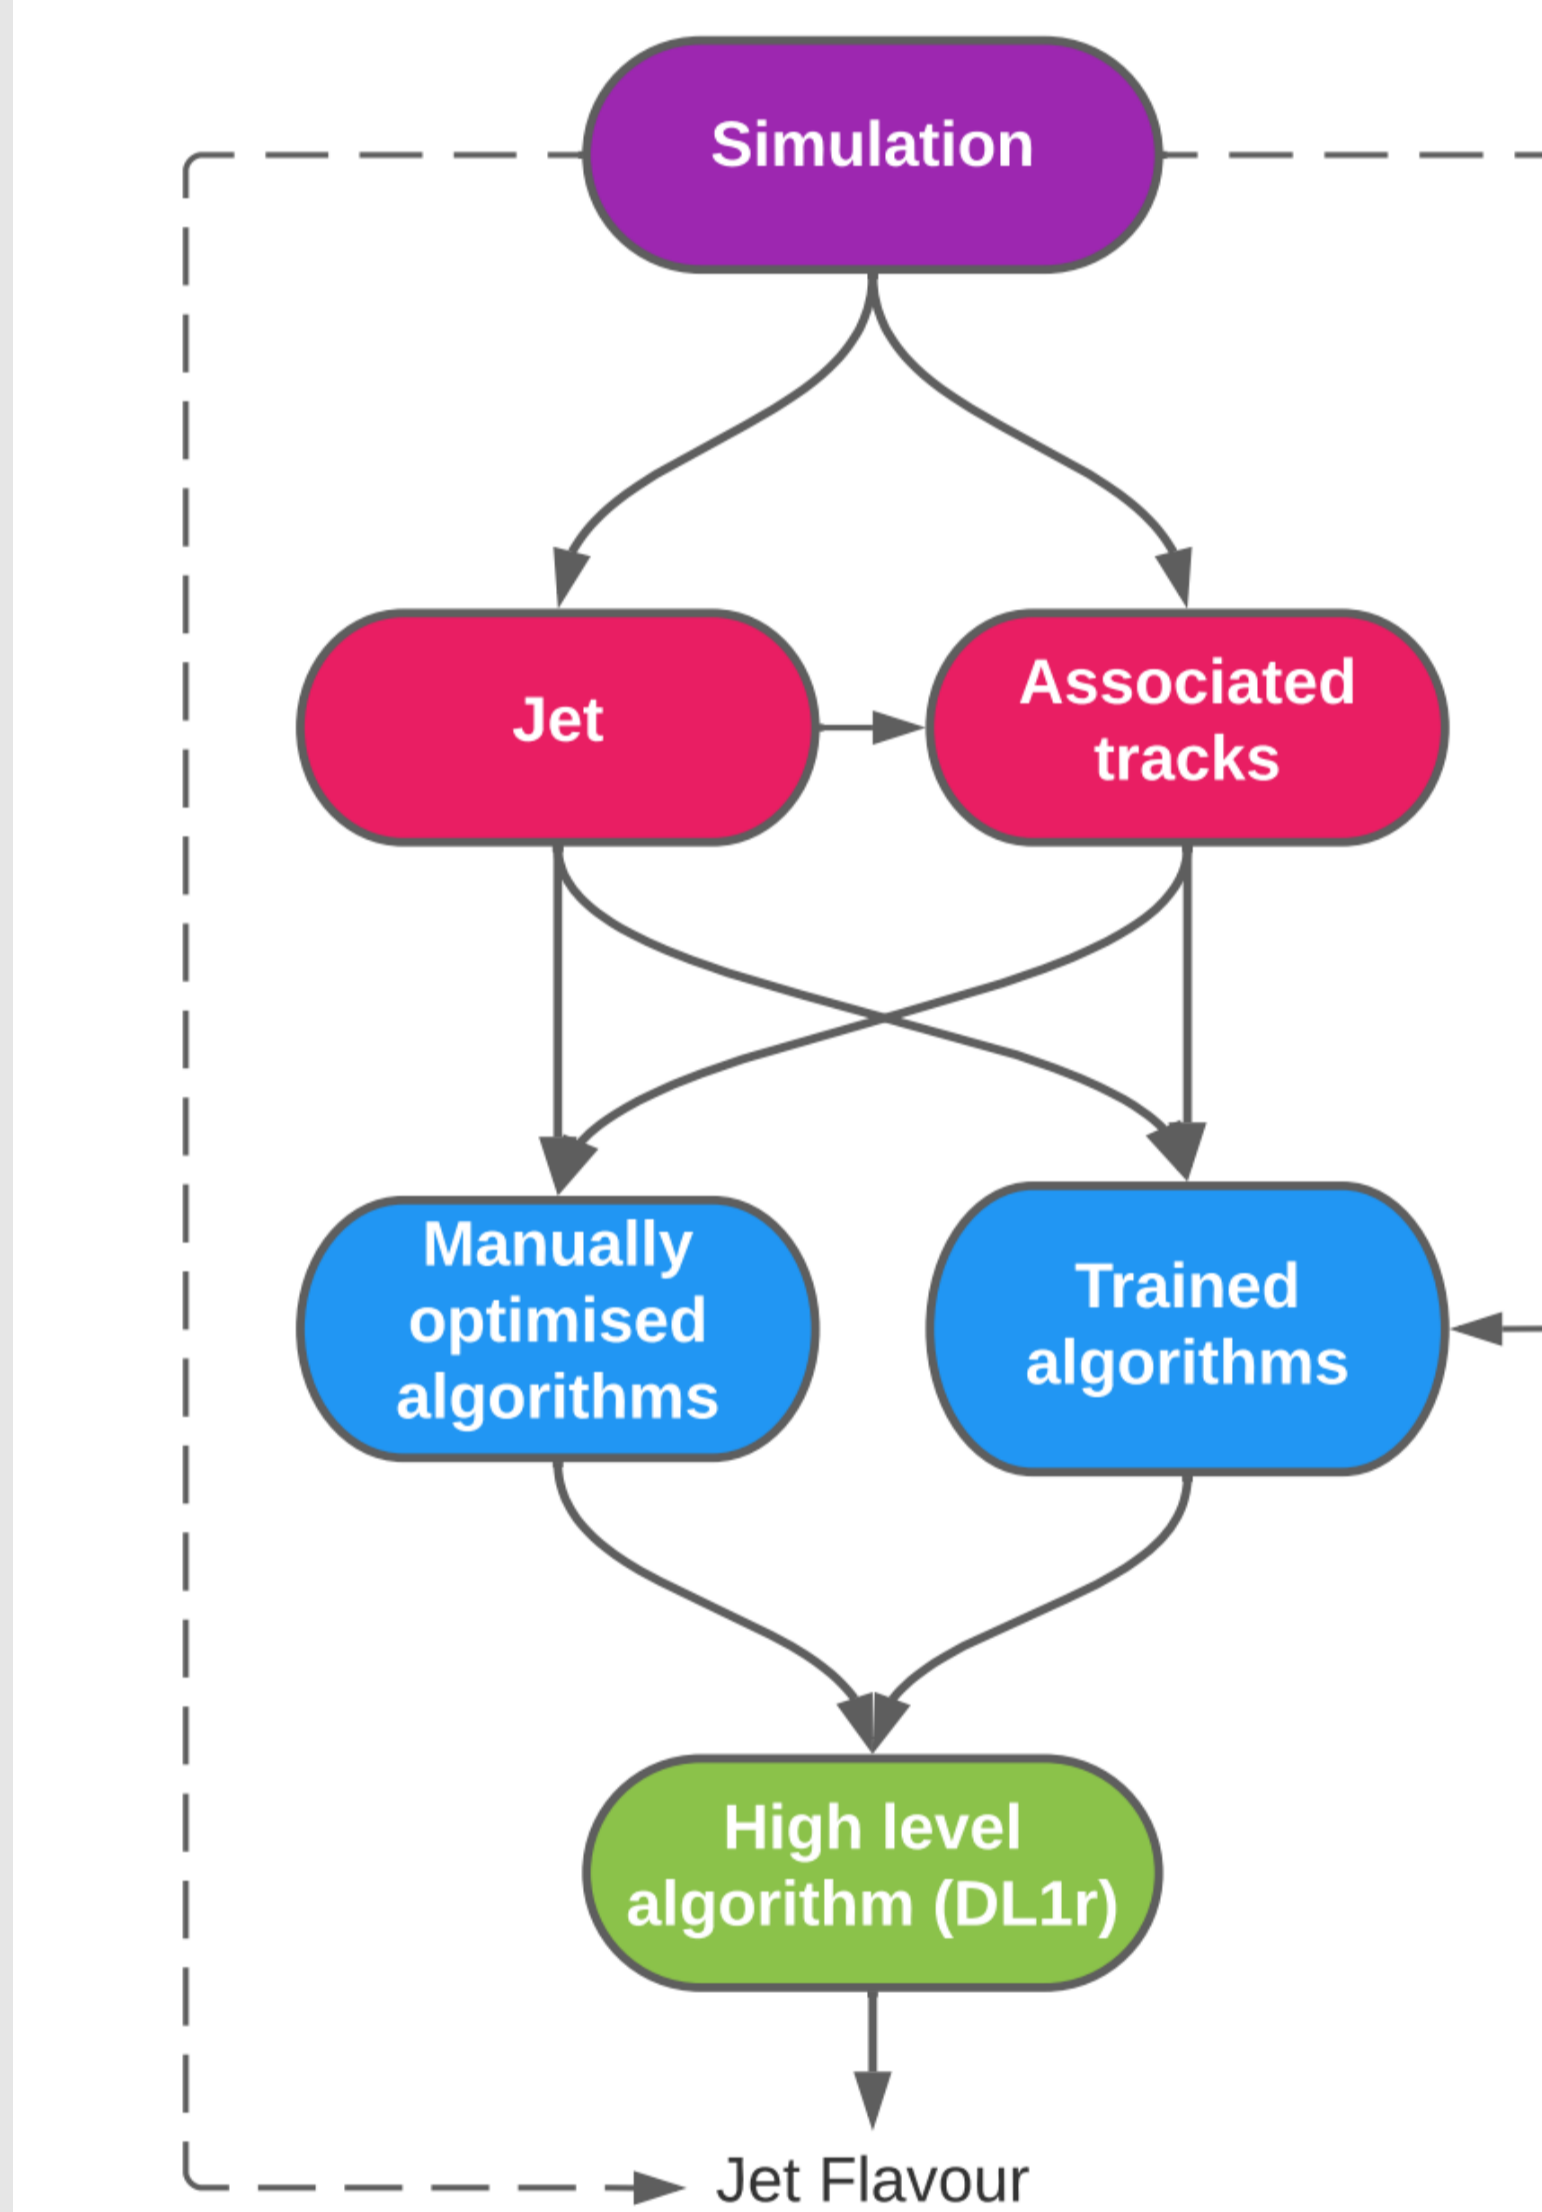 Simulation
Jet
Associated
tracks
Manually
optimised
algorithms
Trained
algorithms
High level
algorithm (DL1r)
Jet Flavour